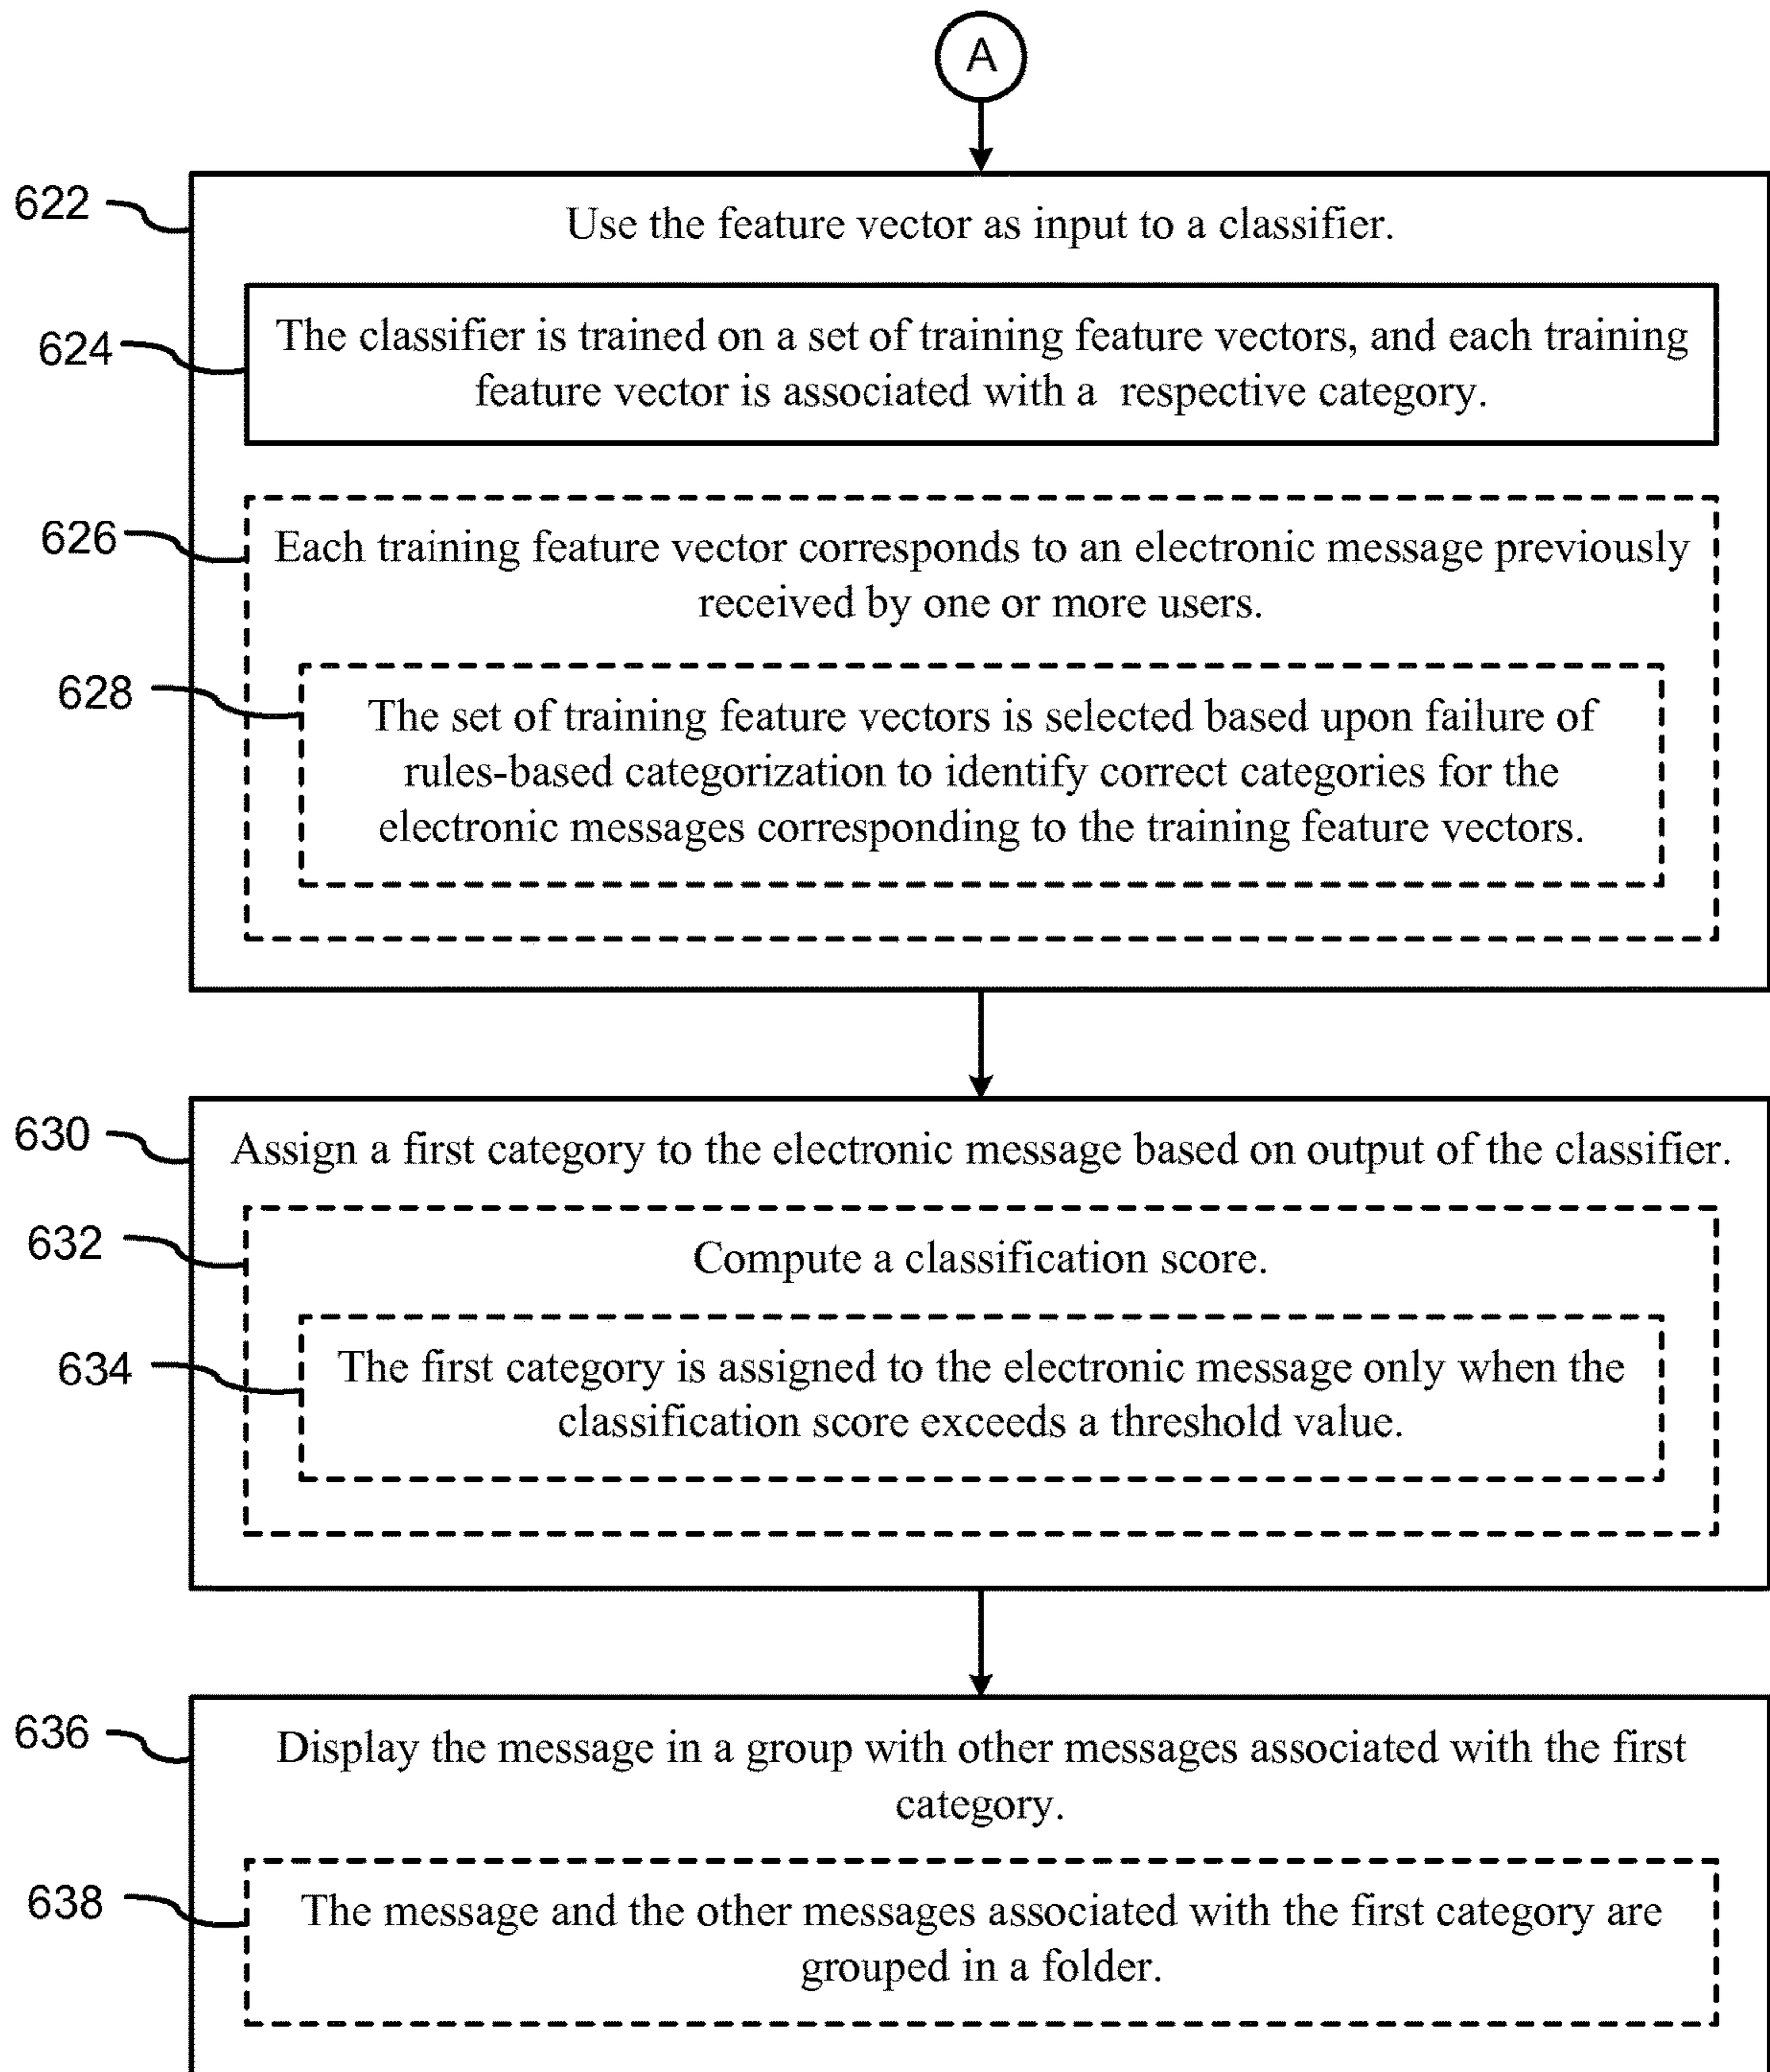 A
622
Use the feature vector as input to a classifier.
624
The classifier is trained on a set of training feature vectors, and each training
feature vector is associated with a respective category.
626
Each training feature vector corresponds to an electronic message previously
received by one or more users.
628
The set of training feature vectors is selected based upon failure of
rules-based categorization to identify correct categories for the
electronic messages corresponding to the training feature vectors.
630
Assign a first category to the electronic message based on output of the classifier.
632
Compute a classification score.
634
The first category is assigned to the electronic message only when the
classification score exceeds a threshold value.
636
Display the message in a group with other messages associated with the first
category.
638
The message and the other messages associated with the first category are
grouped in a folder.